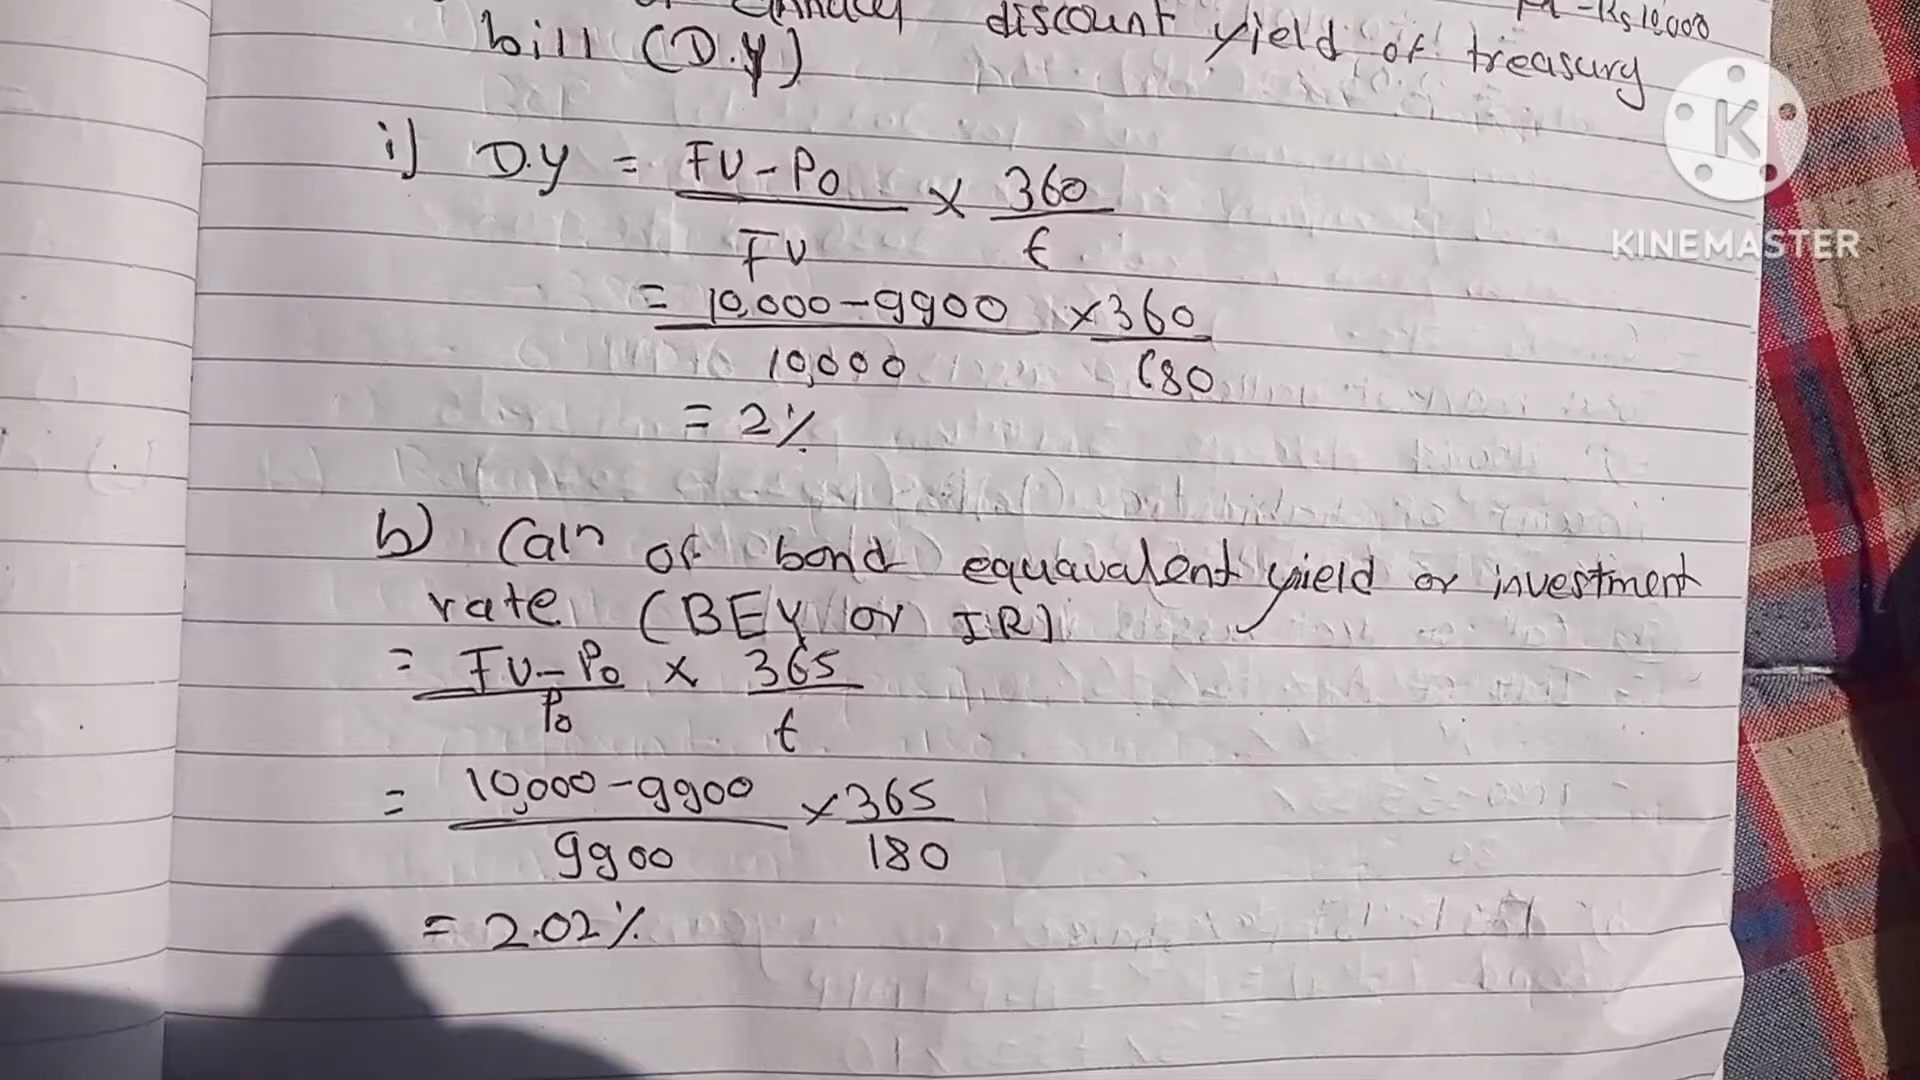 discount yield of treasury
bill (D.Y)
K
KINEMASTER
i) D.Y = FV-P0 × 360
FV t
= 10,000-9900 × 360
10,000 180
= 2%
b) Caln of bond equavalent yield or investment
rate (BEY or IR)
= FV-P0 × 365
P0 t
= 10,000-9900 × 365
9900 180
= 2.02%